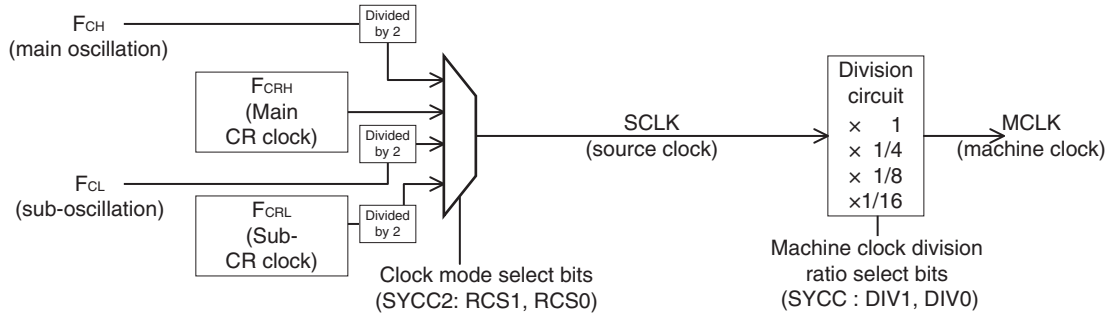 FCH
(main oscillation)
Divided
by 2
FCRH
(Main
CR clock)
Divided
by 2
FCL
(sub-oscillation)
FCRL
(Sub-
CR clock)
Divided
by 2
Clock mode select bits
(SYCC2: RCS1, RCS0)
SCLK
(source clock)
Division
circuit
× 1
× 1/4
× 1/8
×1/16
MCLK
(machine clock)
Machine clock division
ratio select bits
(SYCC : DIV1, DIV0)